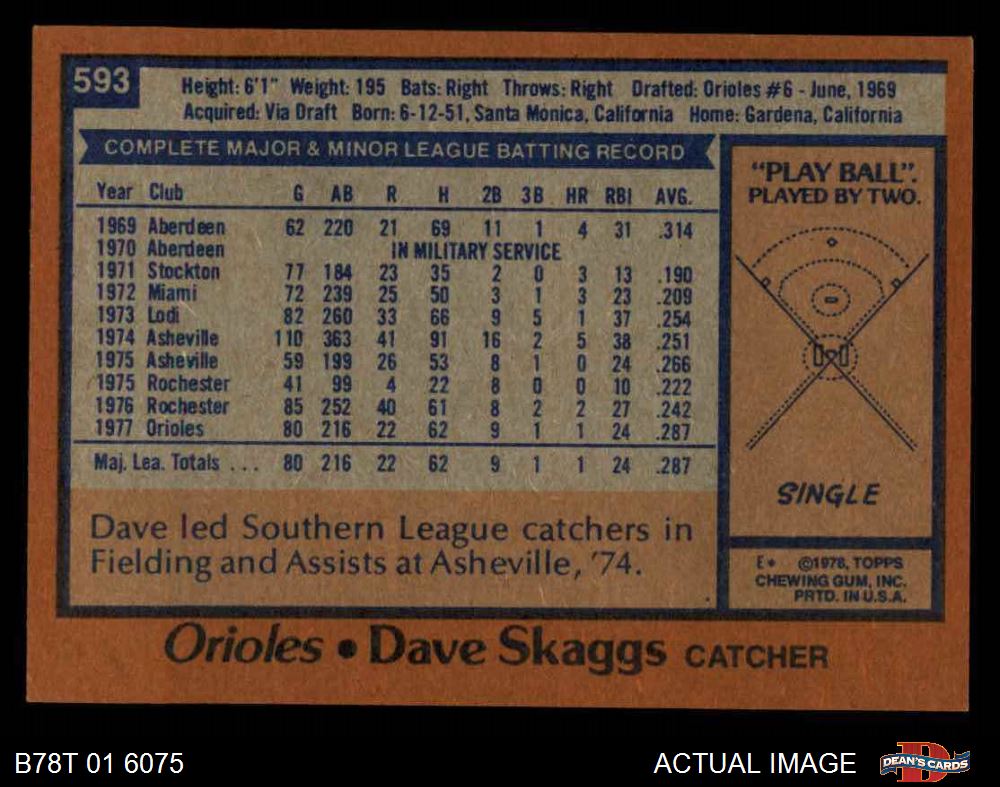 593
Height: 6'1" Weight: 195 Bats: Right Throws: Right Drafted: Orioles #6 - June, 1969
Acquired: Via Draft Born: 6-12-51, Santa Monica, California Home: Gardena, California
COMPLETE MAJOR & MINOR LEAGUE BATTING RECORD
Year Club G AB R H 2B 3B HR RBI AVG.
1969 Aberdeen 62 220 21 69 11 1 4 31 .314
1970 Aberdeen IN MILITARY SERVICE
1971 Stockton 77 184 23 35 2 0 3 13 .190
1972 Miami 72 239 25 50 3 1 3 23 .209
1973 Lodi 82 260 33 66 9 5 1 37 .254
1974 Asheville 110 363 41 91 16 2 5 38 .251
1975 Asheville 59 199 26 53 8 1 0 24 .266
1975 Rochester 41 99 4 22 8 0 0 10 .222
1976 Rochester 85 252 40 61 8 2 2 27 .242
1977 Orioles 80 216 22 62 9 1 1 24 .287
Maj. Lea. Totals ... 80 216 22 62 9 1 1 24 .287
Dave led Southern League catchers in
Fielding and Assists at Asheville, '74.
"PLAY BALL".
PLAYED BY TWO.
SINGLE
E* ©1978, TOPPS
CHEWING GUM, INC.
PRTD. IN U.S.A.
Orioles • Dave Skaggs CATCHER
B78T 01 6075
ACTUAL IMAGE
D
DEAN'S CARDS